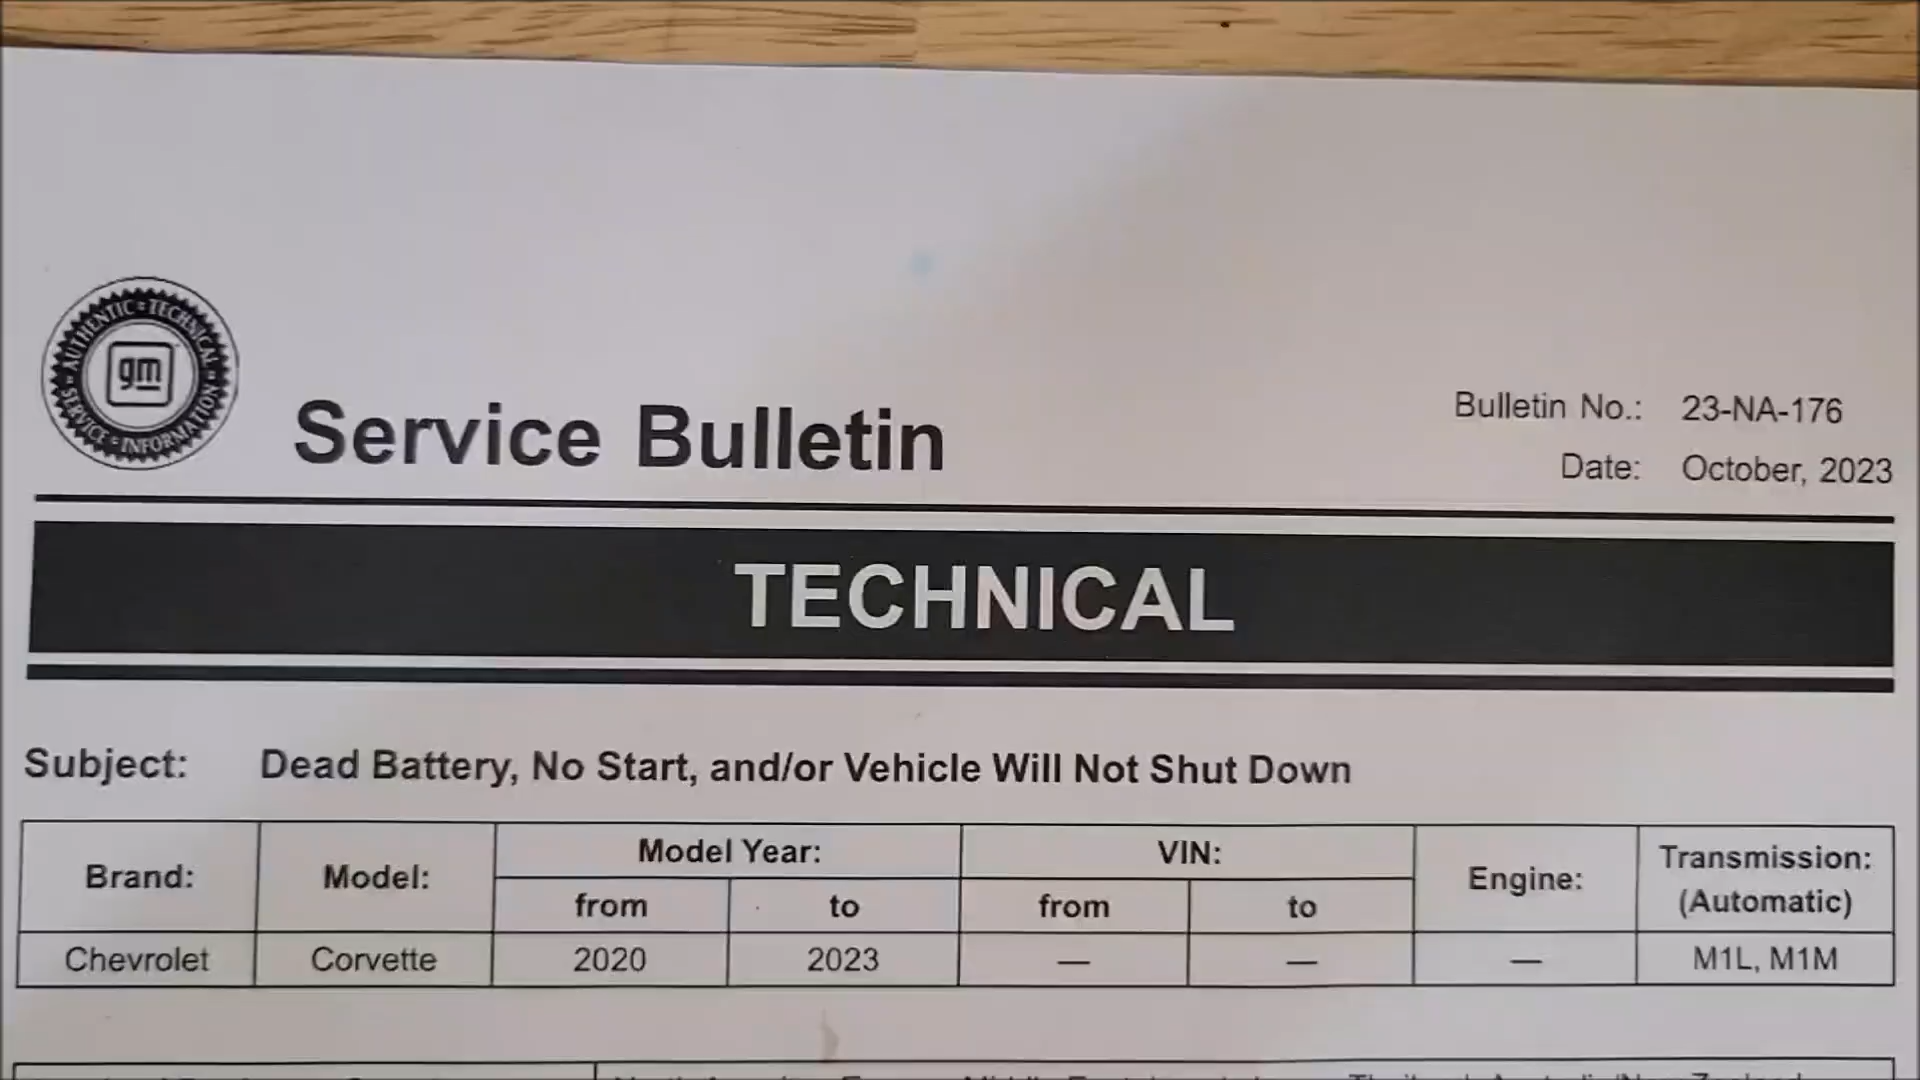 AUTHENTIC TECHNICAL
gm
SERVICE INFORMATION
Service Bulletin
Bulletin No.: 23-NA-176
Date: October, 2023
TECHNICAL
Subject: Dead Battery, No Start, and/or Vehicle Will Not Shut Down
Brand: Model: Model Year: VIN: Engine: Transmission: (Automatic)
from to from to
Chevrolet Corvette 2020 2023 — — — M1L, M1M